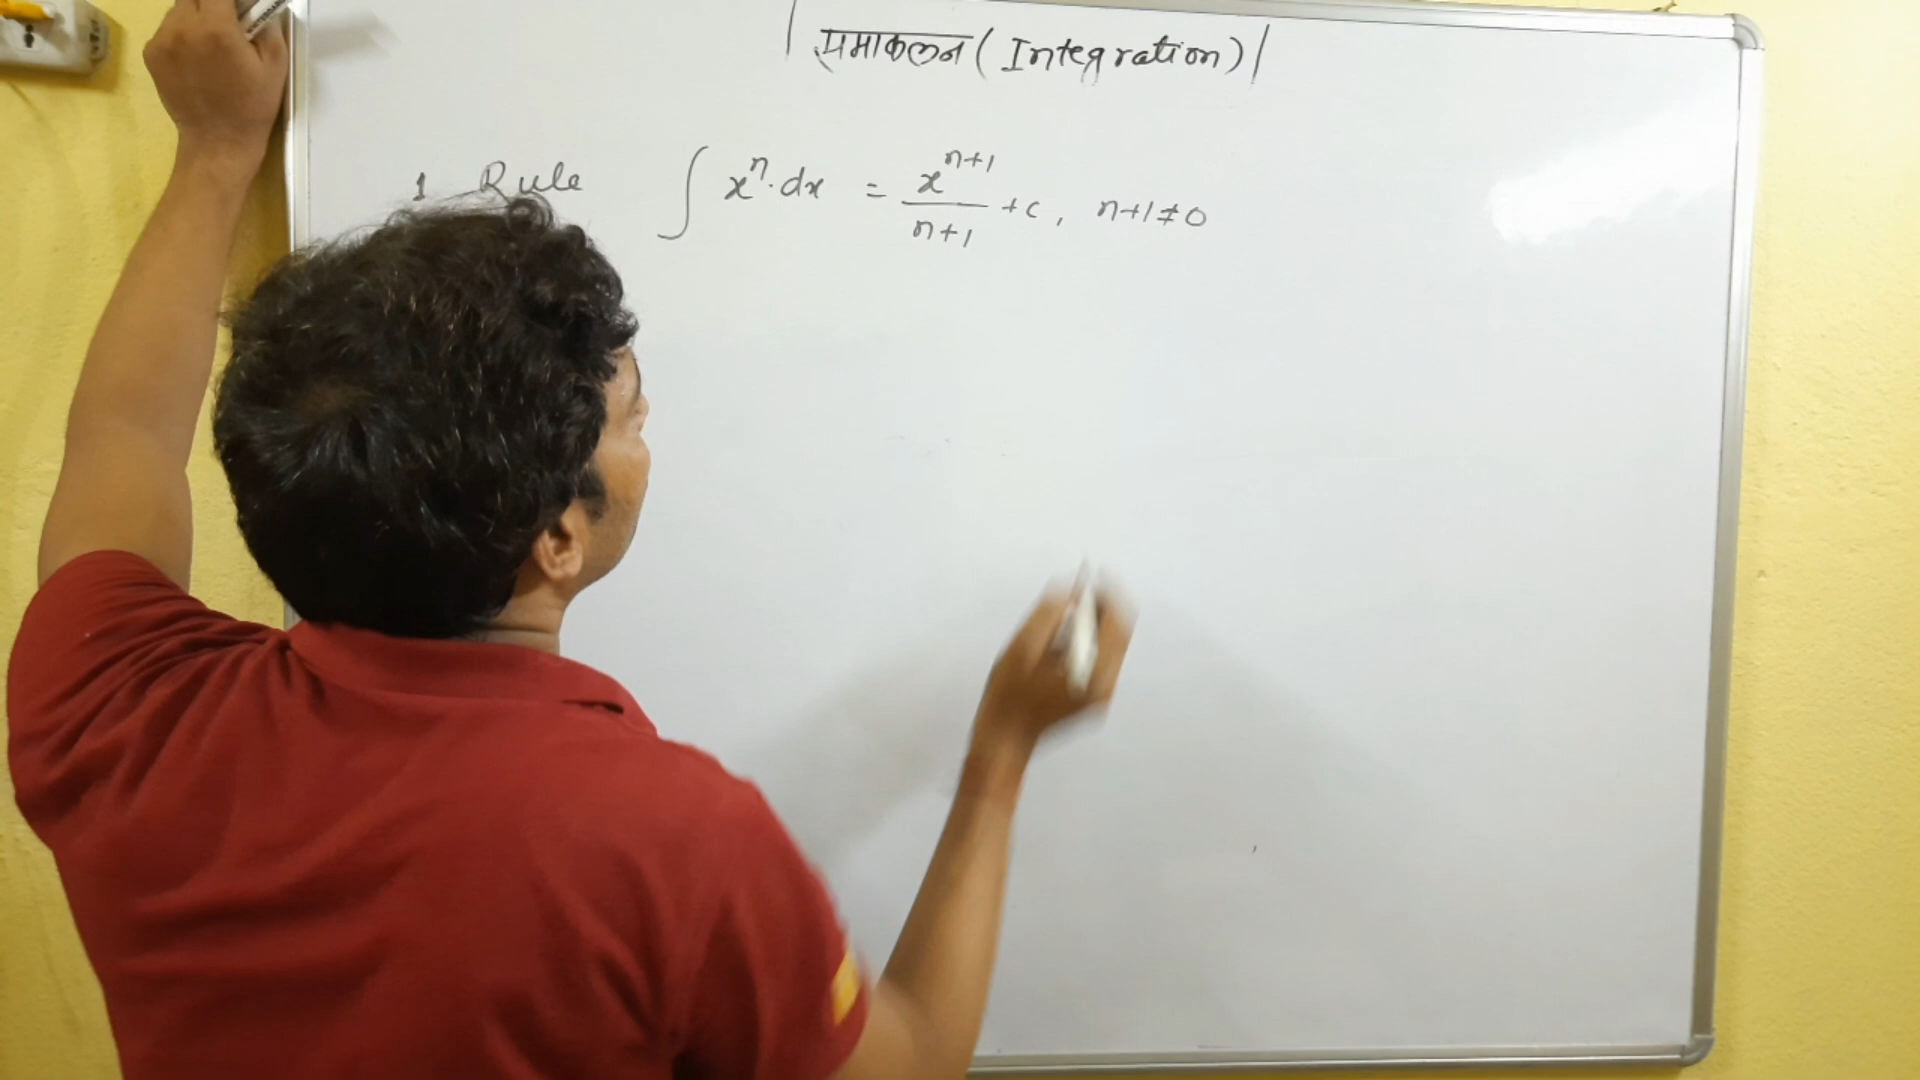 समाकलन (Integration)
1 Rule ∫ xⁿ·dx = xⁿ⁺¹/n+1 +c, n+1≠0